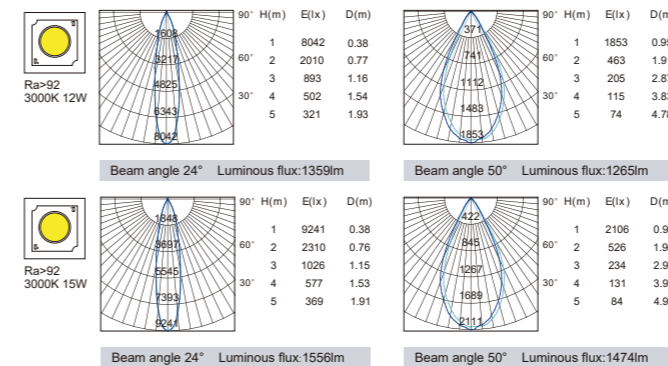 90° H(m) E(lx) D(m)
1608 1 8042 0.38
3217 60° 2 2010 0.77
4825 3 893 1.16
30° 4 502 1.54
6343 5 321 1.93
8042
Ra>92
3000K 12W
Beam angle 24° Luminous flux:1359lm
90° H(m) E(lx)
371 1 1853
741 60° 2 463
1112 3 205
30° 4 115
1483 5 74
1853
Beam angle 50° Luminous flux:1265lm
90° H(m) E(lx) D(m)
1848 1 9241 0.38
3697 60° 2 2310 0.76
5545 3 1026 1.15
30° 4 577 1.53
7393 5 369 1.91
9241
Ra>92
3000K 15W
Beam angle 24° Luminous flux:1556lm
90° H(m) E(lx)
422 1 2106
845 60° 2 526
1267 3 234
30° 4 131
1689 5 84
2111
Beam angle 50° Luminous flux:1474lm